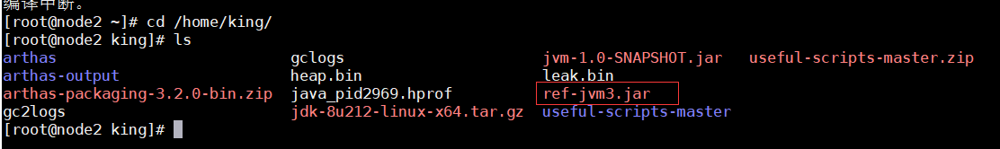 编译中断。
[root@node2 ~]# cd /home/king/
[root@node2 king]# ls
arthas gclogs jvm-1.0-SNAPSHOT.jar useful-scripts-master.zip
arthas-output heap.bin leak.bin
arthas-packaging-3.2.0-bin.zip java_pid2969.hprof ref-jvm3.jar
gc2logs jdk-8u212-linux-x64.tar.gz useful-scripts-master
[root@node2 king]#